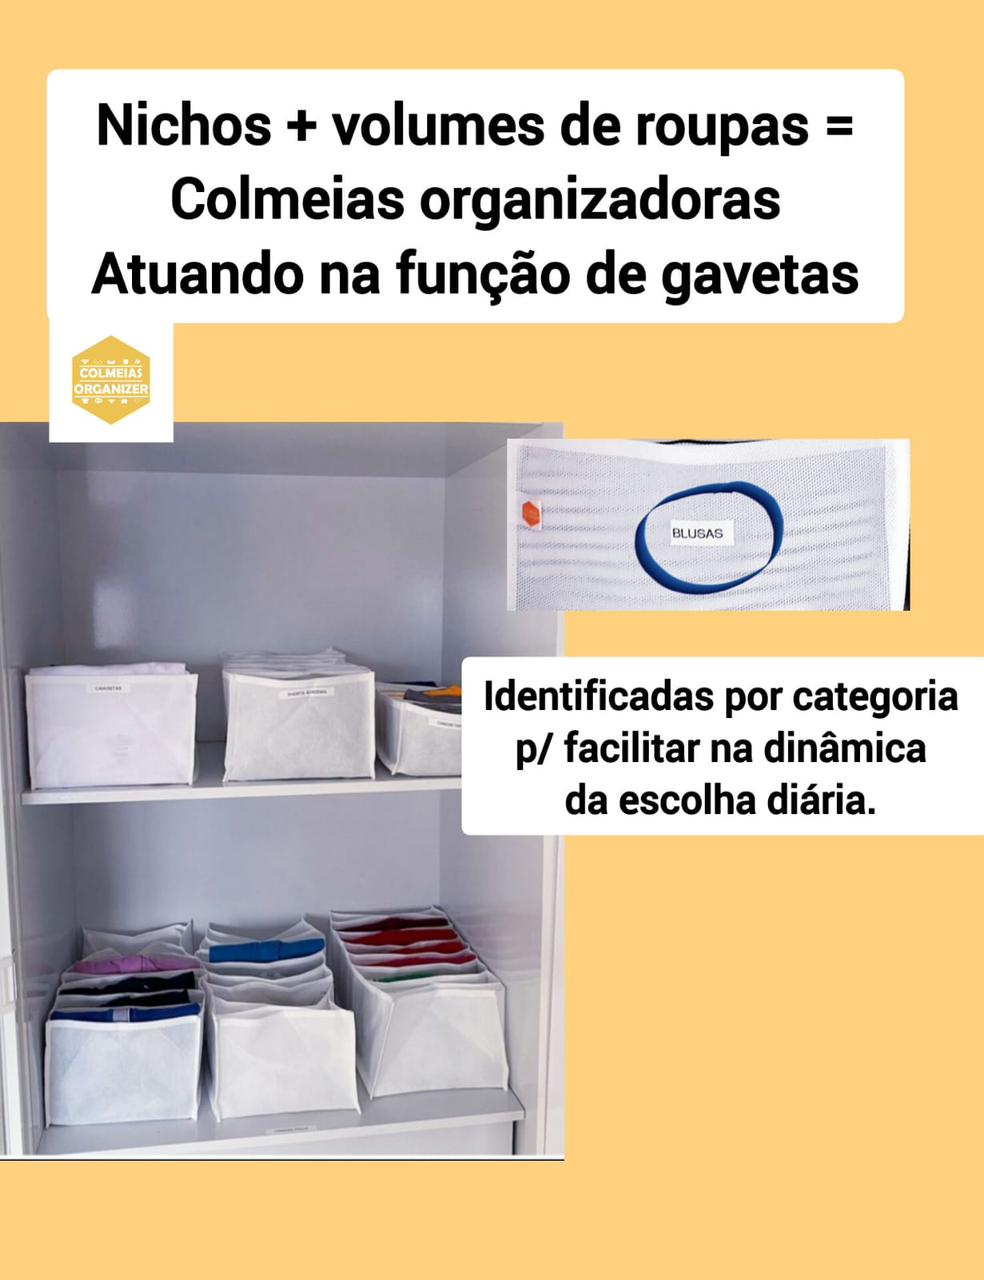 Nichos + volumes de roupas =
Colmeias organizadoras
Atuando na função de gavetas
COLMEIAS
ORGANIZER
BLUSAS
CAMISETAS
Identificadas por categoria
p/ facilitar na dinâmica
da escolha diária.